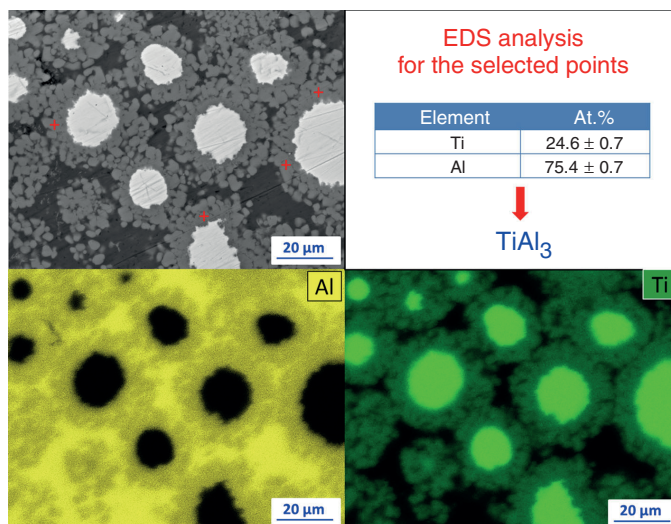 EDS analysis
for the selected points
Element At.%
Ti 24.6 ± 0.7
Al 75.4 ± 0.7
TiAl₃
20 µm
Al
20 µm
Ti
20 µm